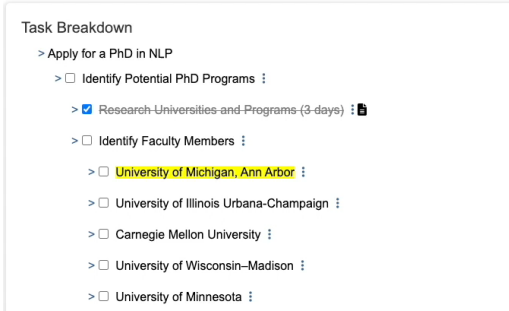 Task Breakdown
> Apply for a PhD in NLP
> Identify Potential PhD Programs
> Research Universities and Programs (3 days)
> Identify Faculty Members
> University of Michigan, Ann Arbor
> University of Illinois Urbana-Champaign
> Carnegie Mellon University
> University of Wisconsin–Madison
> University of Minnesota